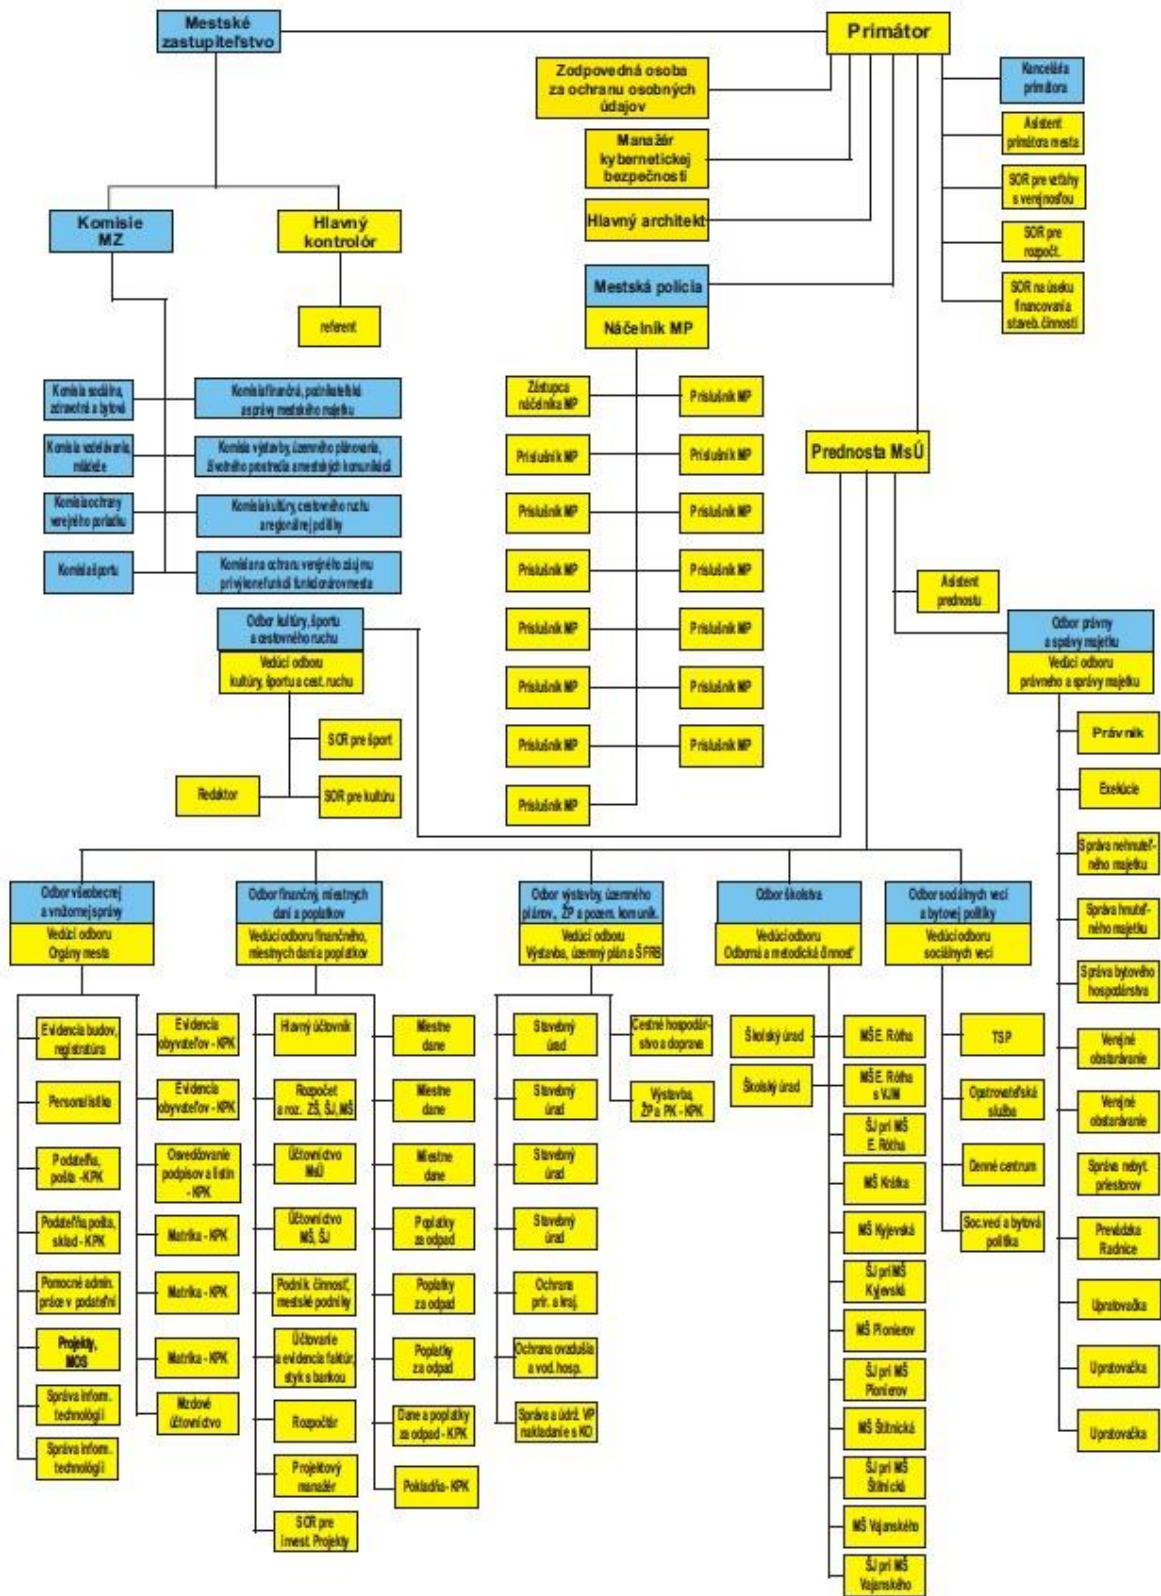 Mestské
zastupiteľstvo
Primátor
Zodpovedná osoba
za ochranu osobných
údajov
Manažér
kybernetickej
bezpečnosti
Hlavný architekt
Kancelária
primátora
Asistent
primátora mesta
SOR pre vzťahy
s verejnosťou
SOR pre
rozpočt.
SOR na úseku
financovania
staveb. činností
Komisie
MZ
Hlavný
kontrolór
referent
Mestská polícia
Náčelník MP
Komisia sociálna,
zdravotná a bytová
Komisia finančná, podnikateľská
a správy mestského majetku
Komisia vzdelávania,
mládeže
Komisia výstavby, územného plánovania,
životného prostredia a mestských komunikácií
Komisia ochrany
verejného poriadku
Komisia kultúry, cestovného ruchu
a regionálnej politiky
Komisia športu
Komisia na ochranu verejného záujmu
pri výkone funkcií funkcionárov mesta
Zástupca
náčelníka MP
Príslušník MP
Príslušník MP
Príslušník MP
Príslušník MP
Príslušník MP
Príslušník MP
Príslušník MP
Príslušník MP
Príslušník MP
Príslušník MP
Príslušník MP
Príslušník MP
Príslušník MP
Príslušník MP
Prednosta MsÚ
Asistent
prednostu
Odbor kultúry, športu
a cestovného ruchu
Vedúci odboru
kultúry, športu a cest. ruchu
SOR pre šport
Redaktor
SOR pre kultúru
Odbor právny
a správy majetku
Vedúci odboru
právneho a správy majetku
Právnik
Exekúcie
Správa nehnuteľ-
ného majetku
Správa hnuteľ-
ného majetku
Správa bytového
hospodárstva
Verejné
obstarávanie
Verejné
obstarávanie
Správa nebyt.
priestorov
Prevádzka
Radnice
Upratovačka
Upratovačka
Upratovačka
Odbor všeobecnej
a vnútornej správy
Vedúci odboru
Orgány mesta
Evidencia budov,
registratúra
Personalistika
Podateľňa,
pošta - KPK
Podateľňa pošta,
sklad - KPK
Pomocné admin.
práce v podateľni
Projekty,
MOS
Správa inform.
technológií
Správa inform.
technológií
Evidencia
obyvateľov - KPK
Evidencia
obyvateľov - KPK
Osvedčovanie
podpisov a listín
- KPK
Matrika - KPK
Matrika - KPK
Matrika - KPK
Mzdové
účtovníctvo
Odbor finančný, miestnych
daní a poplatkov
Vedúci odboru finančného,
miestnych daní a poplatkov
Hlavný účtovník
Rozpočet
a roz. ZŠ, ŠJ, MŠ
Účtovníctvo
MsÚ
Účtovníctvo
MŠ, ŠJ
Podnik. činnosť,
mestské podniky
Účtovanie
a evidencia faktúr,
styk s bankou
Rozpočtár
Projektový
manažér
SOR pre
invest. Projekty
Miestne
dane
Miestne
dane
Miestne
dane
Poplatky
za odpad
Poplatky
za odpad
Poplatky
za odpad
Dane a poplatky
za odpad - KPK
Pokladňa - KPK
Odbor výstavby, územného
plánov., ŽP a pozem. komunik.
Vedúci odboru
Výstavba, územný plán a ŠFRB
Stavebný
úrad
Stavebný
úrad
Stavebný
úrad
Stavebný
úrad
Ochrana
prír. a kraj.
Ochrana ovzdušia
a vod. hosp.
Správa a údrž. VP
nakladanie s KO
Cestné hospodár-
stvo a doprava
Výstavba,
ŽP a PK - KPK
Odbor školstva
Vedúci odboru
Odborná a metodická činnosť
Školský úrad
Školský úrad
MŠ E. Rótha
MŠ E. Rótha
s VJM
ŠJ pri MŠ
E. Rótha
MŠ Krátka
MŠ Kyjevská
ŠJ pri MŠ
Kyjevská
MŠ Pionierov
ŠJ pri MŠ
Pionierov
MŠ Štítnická
ŠJ pri MŠ
Štítnická
MŠ Vajanského
ŠJ pri MŠ
Vajanského
Odbor sociálnych vecí
a bytovej politiky
Vedúci odboru
sociálnych vecí
TSP
Opatrovateľská
služba
Denné centrum
Soc. vecí a bytová
politika